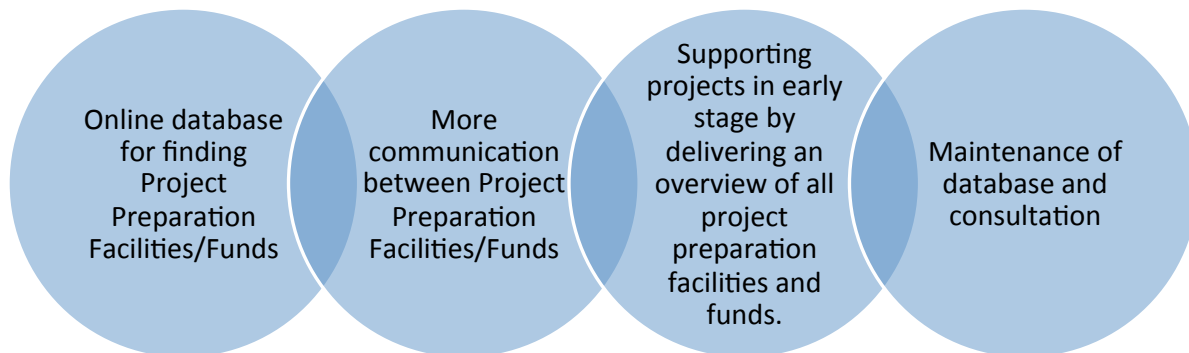 Online database
for finding
Project
Preparation
Facilities/Funds
More
communication
between Project
Preparation
Facilities/Funds
Supporting
projects in early
stage by
delivering an
overview of all
project
preparation
facilities and
funds.
Maintenance of
database and
consultation